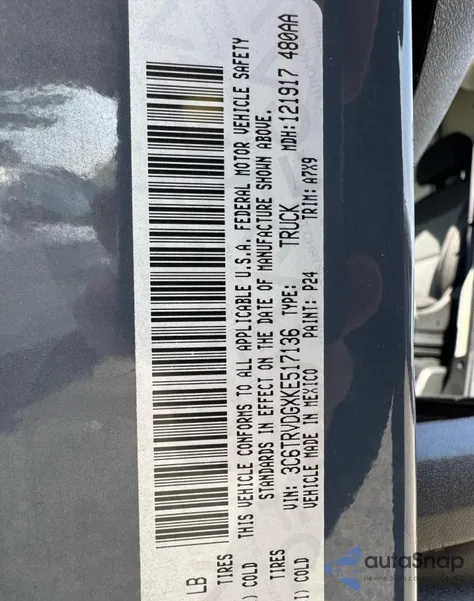 LB
TIRES
) COLD
TIRES
I) COLD
THIS VEHICLE CONFORMS TO ALL APPLICABLE U.S.A. FEDERAL MOTOR VEHICLE SAFETY
STANDARDS IN EFFECT ON THE DATE OF MANUFACTURE SHOWN ABOVE.
VIN: 3C6TRVDGXKE517136 TYPE: TRUCK MDH:121917 480AA
VEHICLE MADE IN MEXICO PAINT: P24 TRIM: A7X9
autoSnap